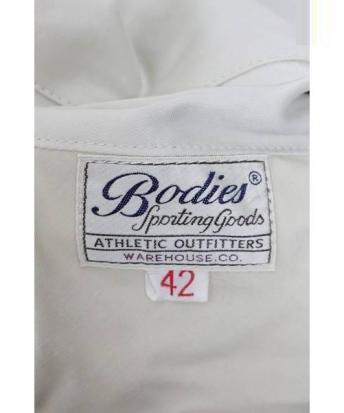 Bodies®
Sporting Goods
ATHLETIC OUTFITTERS
WAREHOUSE.CO.
42